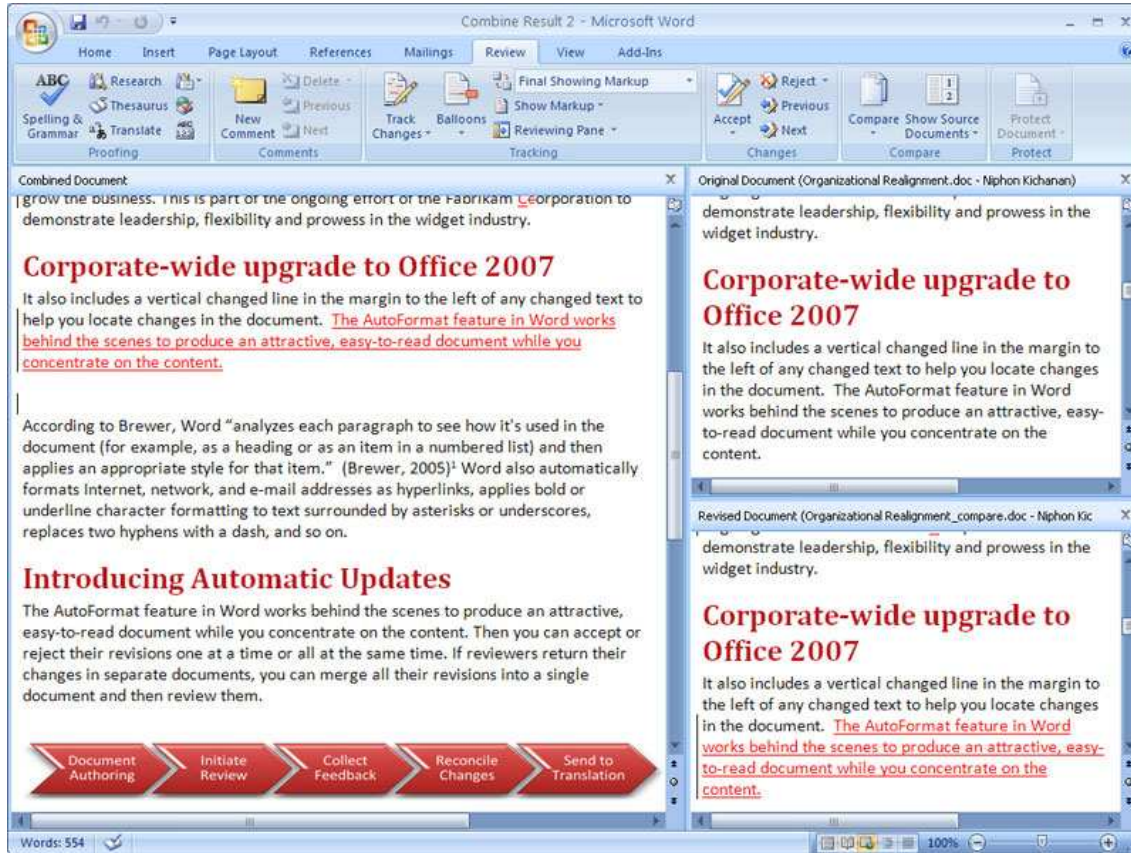 Combine Result 2 - Microsoft Word
Home Insert Page Layout References Mailings Review View Add-Ins
ABC Research Delete Final Showing Markup Reject
Thesaurus Previous Show Markup Previous
Spelling & Grammar Translate New Comment Next Track Changes Balloons Reviewing Pane Accept Next Compare Show Source Documents Protect Document
Proofing Comments Tracking Changes Compare Protect
Combined Document
grow the business. This is part of the ongoing effort of the Fabrikam Ccorporation to
demonstrate leadership, flexibility and prowess in the widget industry.
Corporate-wide upgrade to Office 2007
It also includes a vertical changed line in the margin to the left of any changed text to
help you locate changes in the document. The AutoFormat feature in Word works
behind the scenes to produce an attractive, easy-to-read document while you
concentrate on the content.
According to Brewer, Word “analyzes each paragraph to see how it's used in the
document (for example, as a heading or as an item in a numbered list) and then
applies an appropriate style for that item.” (Brewer, 2005)¹ Word also automatically
formats Internet, network, and e-mail addresses as hyperlinks, applies bold or
underline character formatting to text surrounded by asterisks or underscores,
replaces two hyphens with a dash, and so on.
Introducing Automatic Updates
The AutoFormat feature in Word works behind the scenes to produce an attractive,
easy-to-read document while you concentrate on the content. Then you can accept or
reject their revisions one at a time or all at the same time. If reviewers return their
changes in separate documents, you can merge all their revisions into a single
document and then review them.
Document Authoring
Initiate Review
Collect Feedback
Reconcile Changes
Send to Translation
Original Document (Organizational Realignment.doc - Niphon Kichanan)
demonstrate leadership, flexibility and prowess in the
widget industry.
Corporate-wide upgrade to
Office 2007
It also includes a vertical changed line in the margin to
the left of any changed text to help you locate changes
in the document. The AutoFormat feature in Word
works behind the scenes to produce an attractive, easy-
to-read document while you concentrate on the
content.
Revised Document (Organizational Realignment_compare.doc - Niphon Kic
demonstrate leadership, flexibility and prowess in the
widget industry.
Corporate-wide upgrade to
Office 2007
It also includes a vertical changed line in the margin to
the left of any changed text to help you locate changes
in the document. The AutoFormat feature in Word
works behind the scenes to produce an attractive, easy-
to-read document while you concentrate on the
content.
Words: 554 100%